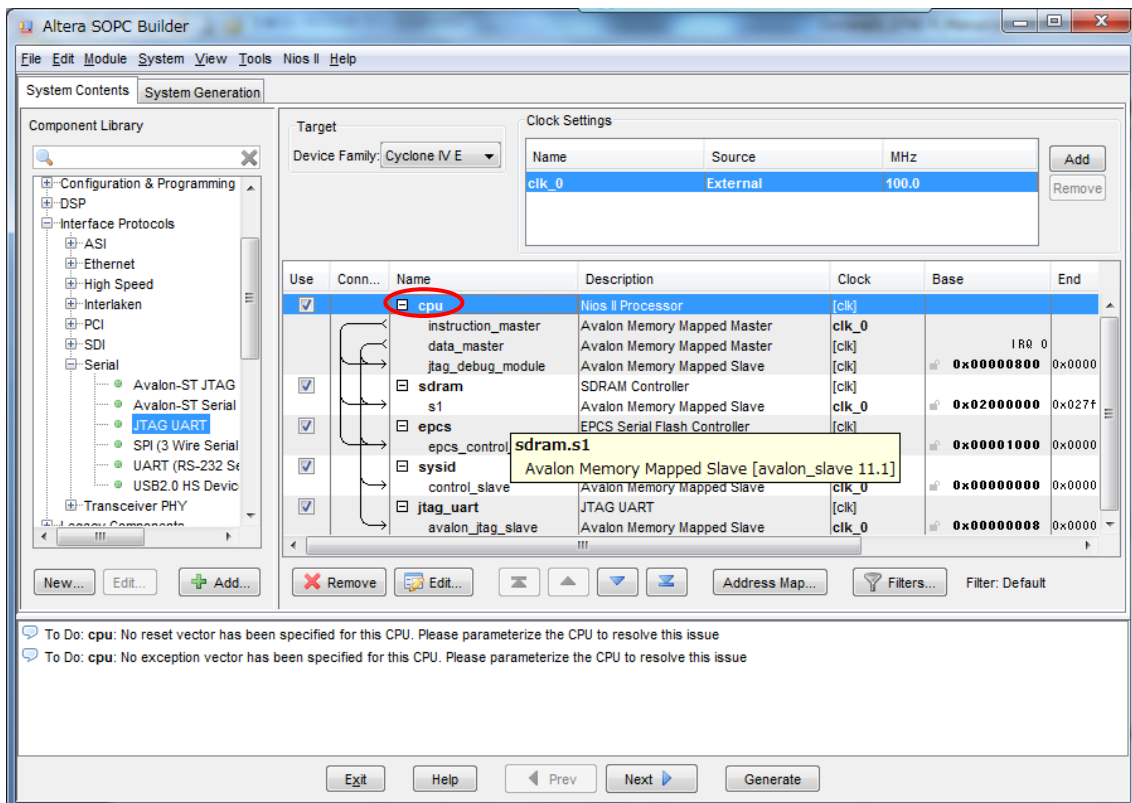 Altera SOPC Builder
File Edit Module System View Tools Nios II Help
System Contents System Generation
Component Library
Configuration & Programming
DSP
Interface Protocols
ASI
Ethernet
High Speed
Interlaken
PCI
SDI
Serial
Avalon-ST JTAG
Avalon-ST Serial
JTAG UART
SPI (3 Wire Serial
UART (RS-232 Se
USB2.0 HS Devic
Transceiver PHY
Legacy Components
New... Edit... Add...
Target
Device Family: Cyclone IV E
Clock Settings
Name Source MHz
clk_0 External 100.0
Add
Remove
Use Conn... Name Description Clock Base End
cpu Nios II Processor [clk]
instruction_master Avalon Memory Mapped Master clk_0
data_master Avalon Memory Mapped Master [clk] IRQ 0
jtag_debug_module Avalon Memory Mapped Slave [clk] 0x00000800 0x0000
sdram SDRAM Controller [clk]
s1 Avalon Memory Mapped Slave clk_0 0x02000000 0x027f
epcs EPCS Serial Flash Controller [clk]
epcs_control 0x00001000 0x0000
sdram.s1
Avalon Memory Mapped Slave [avalon_slave 11.1]
sysid
control_slave Avalon Memory Mapped Slave clk_0 0x00000000 0x0000
jtag_uart JTAG UART [clk]
avalon_jtag_slave Avalon Memory Mapped Slave clk_0 0x00000008 0x0000
Remove Edit... Address Map... Filters... Filter: Default
To Do: cpu: No reset vector has been specified for this CPU. Please parameterize the CPU to resolve this issue
To Do: cpu: No exception vector has been specified for this CPU. Please parameterize the CPU to resolve this issue
Exit Help Prev Next Generate